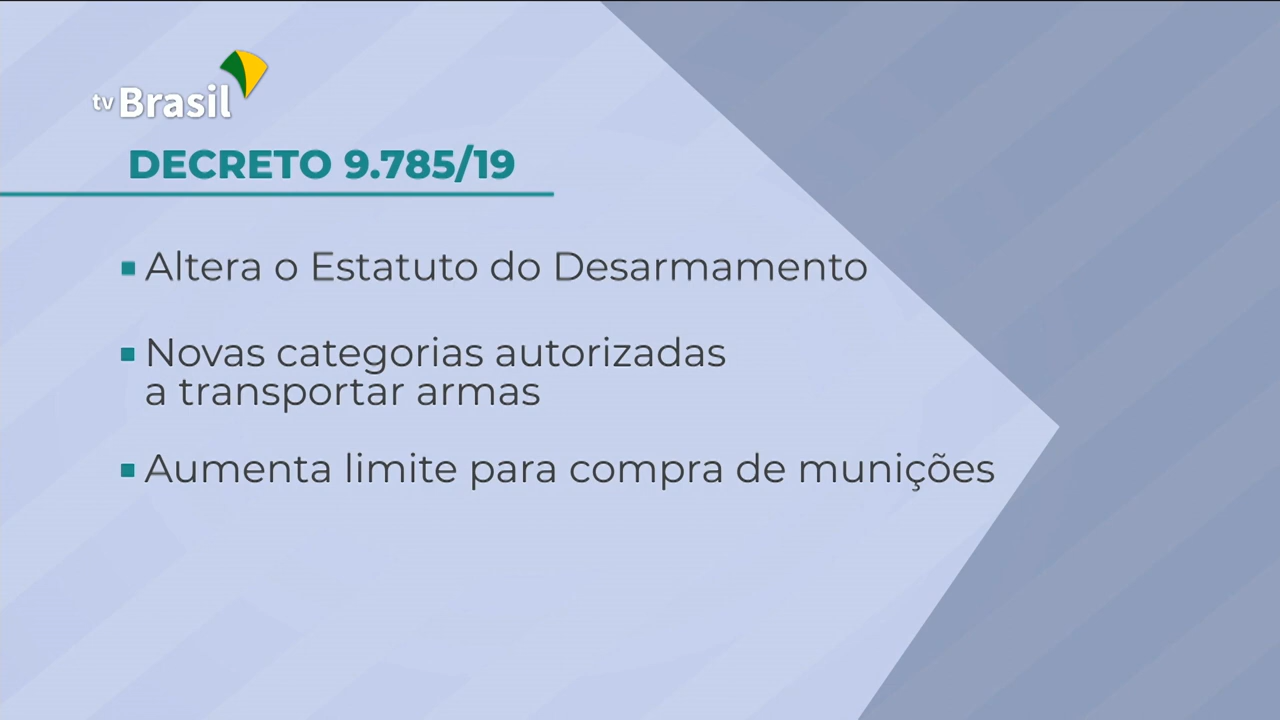 tv Brasil
DECRETO 9.785/19
Altera o Estatuto do Desarmamento
Novas categorias autorizadas
a transportar armas
Aumenta limite para compra de munições